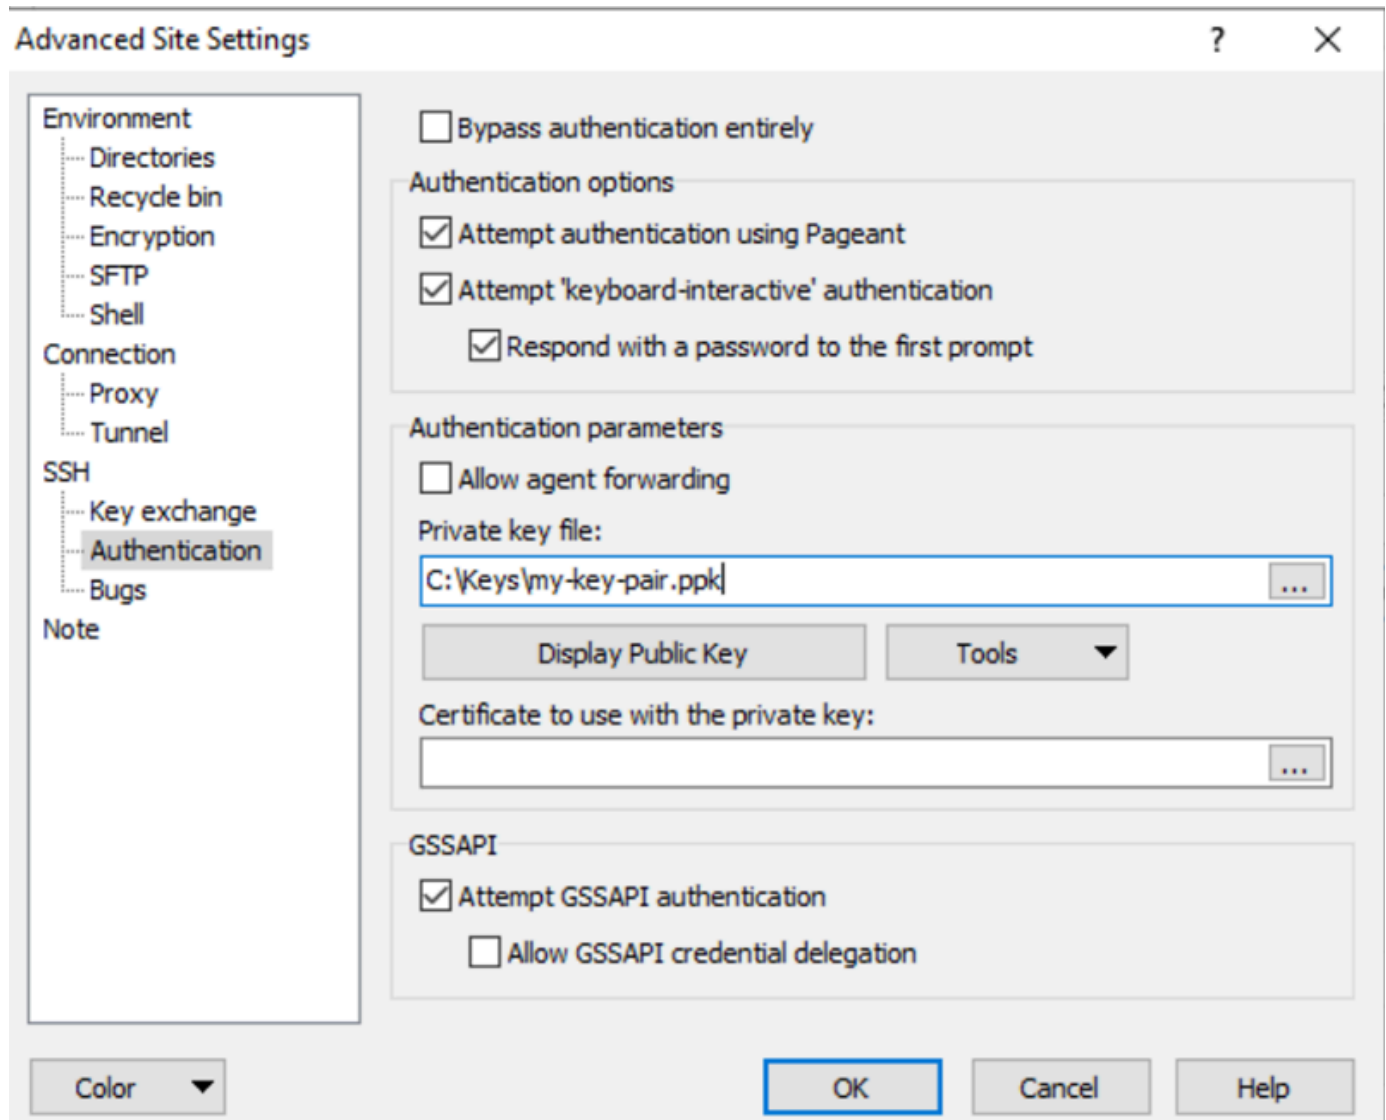 Advanced Site Settings
?
Environment
Directories
Recycle bin
Encryption
SFTP
Shell
Connection
Proxy
Tunnel
SSH
Key exchange
Authentication
Bugs
Note
Bypass authentication entirely
Authentication options
Attempt authentication using Pageant
Attempt 'keyboard-interactive' authentication
Respond with a password to the first prompt
Authentication parameters
Allow agent forwarding
Private key file:
C:\Keys\my-key-pair.ppk
...
Display Public Key
Tools
Certificate to use with the private key:
...
GSSAPI
Attempt GSSAPI authentication
Allow GSSAPI credential delegation
Color
OK
Cancel
Help